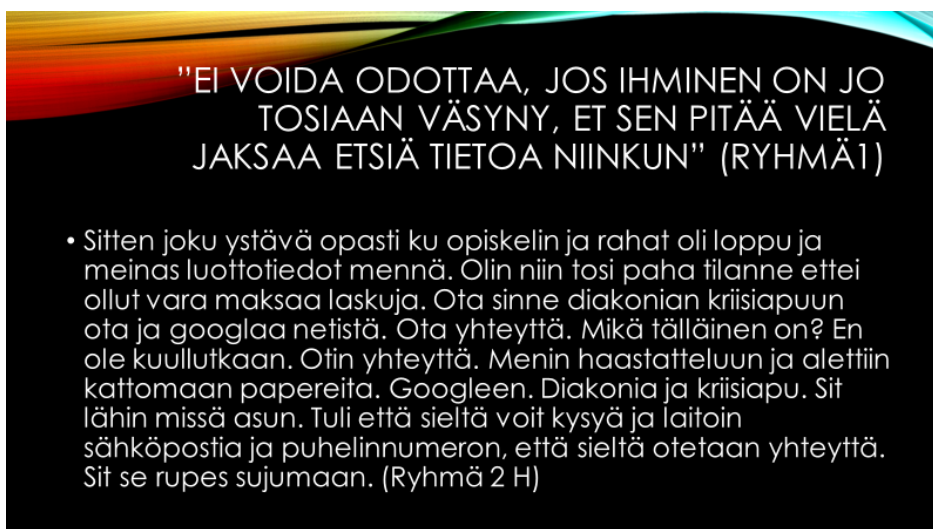 ”EI VOIDA ODOTTAA, JOS IHMINEN ON JO
TOSIAAN VÄSYNY, ET SEN PITÄÄ VIELÄ
JAKSAA ETSIÄ TIETOA NIINKUN” (RYHMÄ1)
• Sitten joku ystävä opasti ku opiskelin ja rahat oli loppu ja
meinas luottotiedot mennä. Olin niin tosi paha tilanne ettei
ollut vara maksaa laskuja. Ota sinne diakonian kriisiapuun
ota ja googlaa netistä. Ota yhteyttä. Mikä tälläinen on? En
ole kuullutkaan. Otin yhteyttä. Menin haastatteluun ja alettiin
kattomaan papereita. Googleen. Diakonia ja kriisiapu. Sit
lähin missä asun. Tuli että sieltä voit kysyä ja laitoin
sähköpostia ja puhelinnumeron, että sieltä otetaan yhteyttä.
Sit se rupes sujumaan. (Ryhmä 2 H)